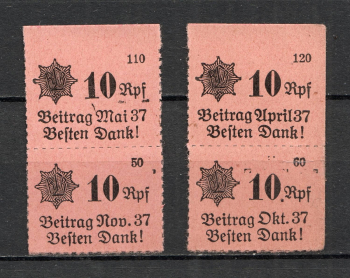 110
10 Rpf
Beitrag Mai 37
Besten Dank!
50
10 Rpf
Beitrag Nov. 37
Besten Dank!
120
10 Rpf
Beitrag April 37
Besten Dank!
60
10 Rpf
Beitrag Okt. 37
Besten Dank!